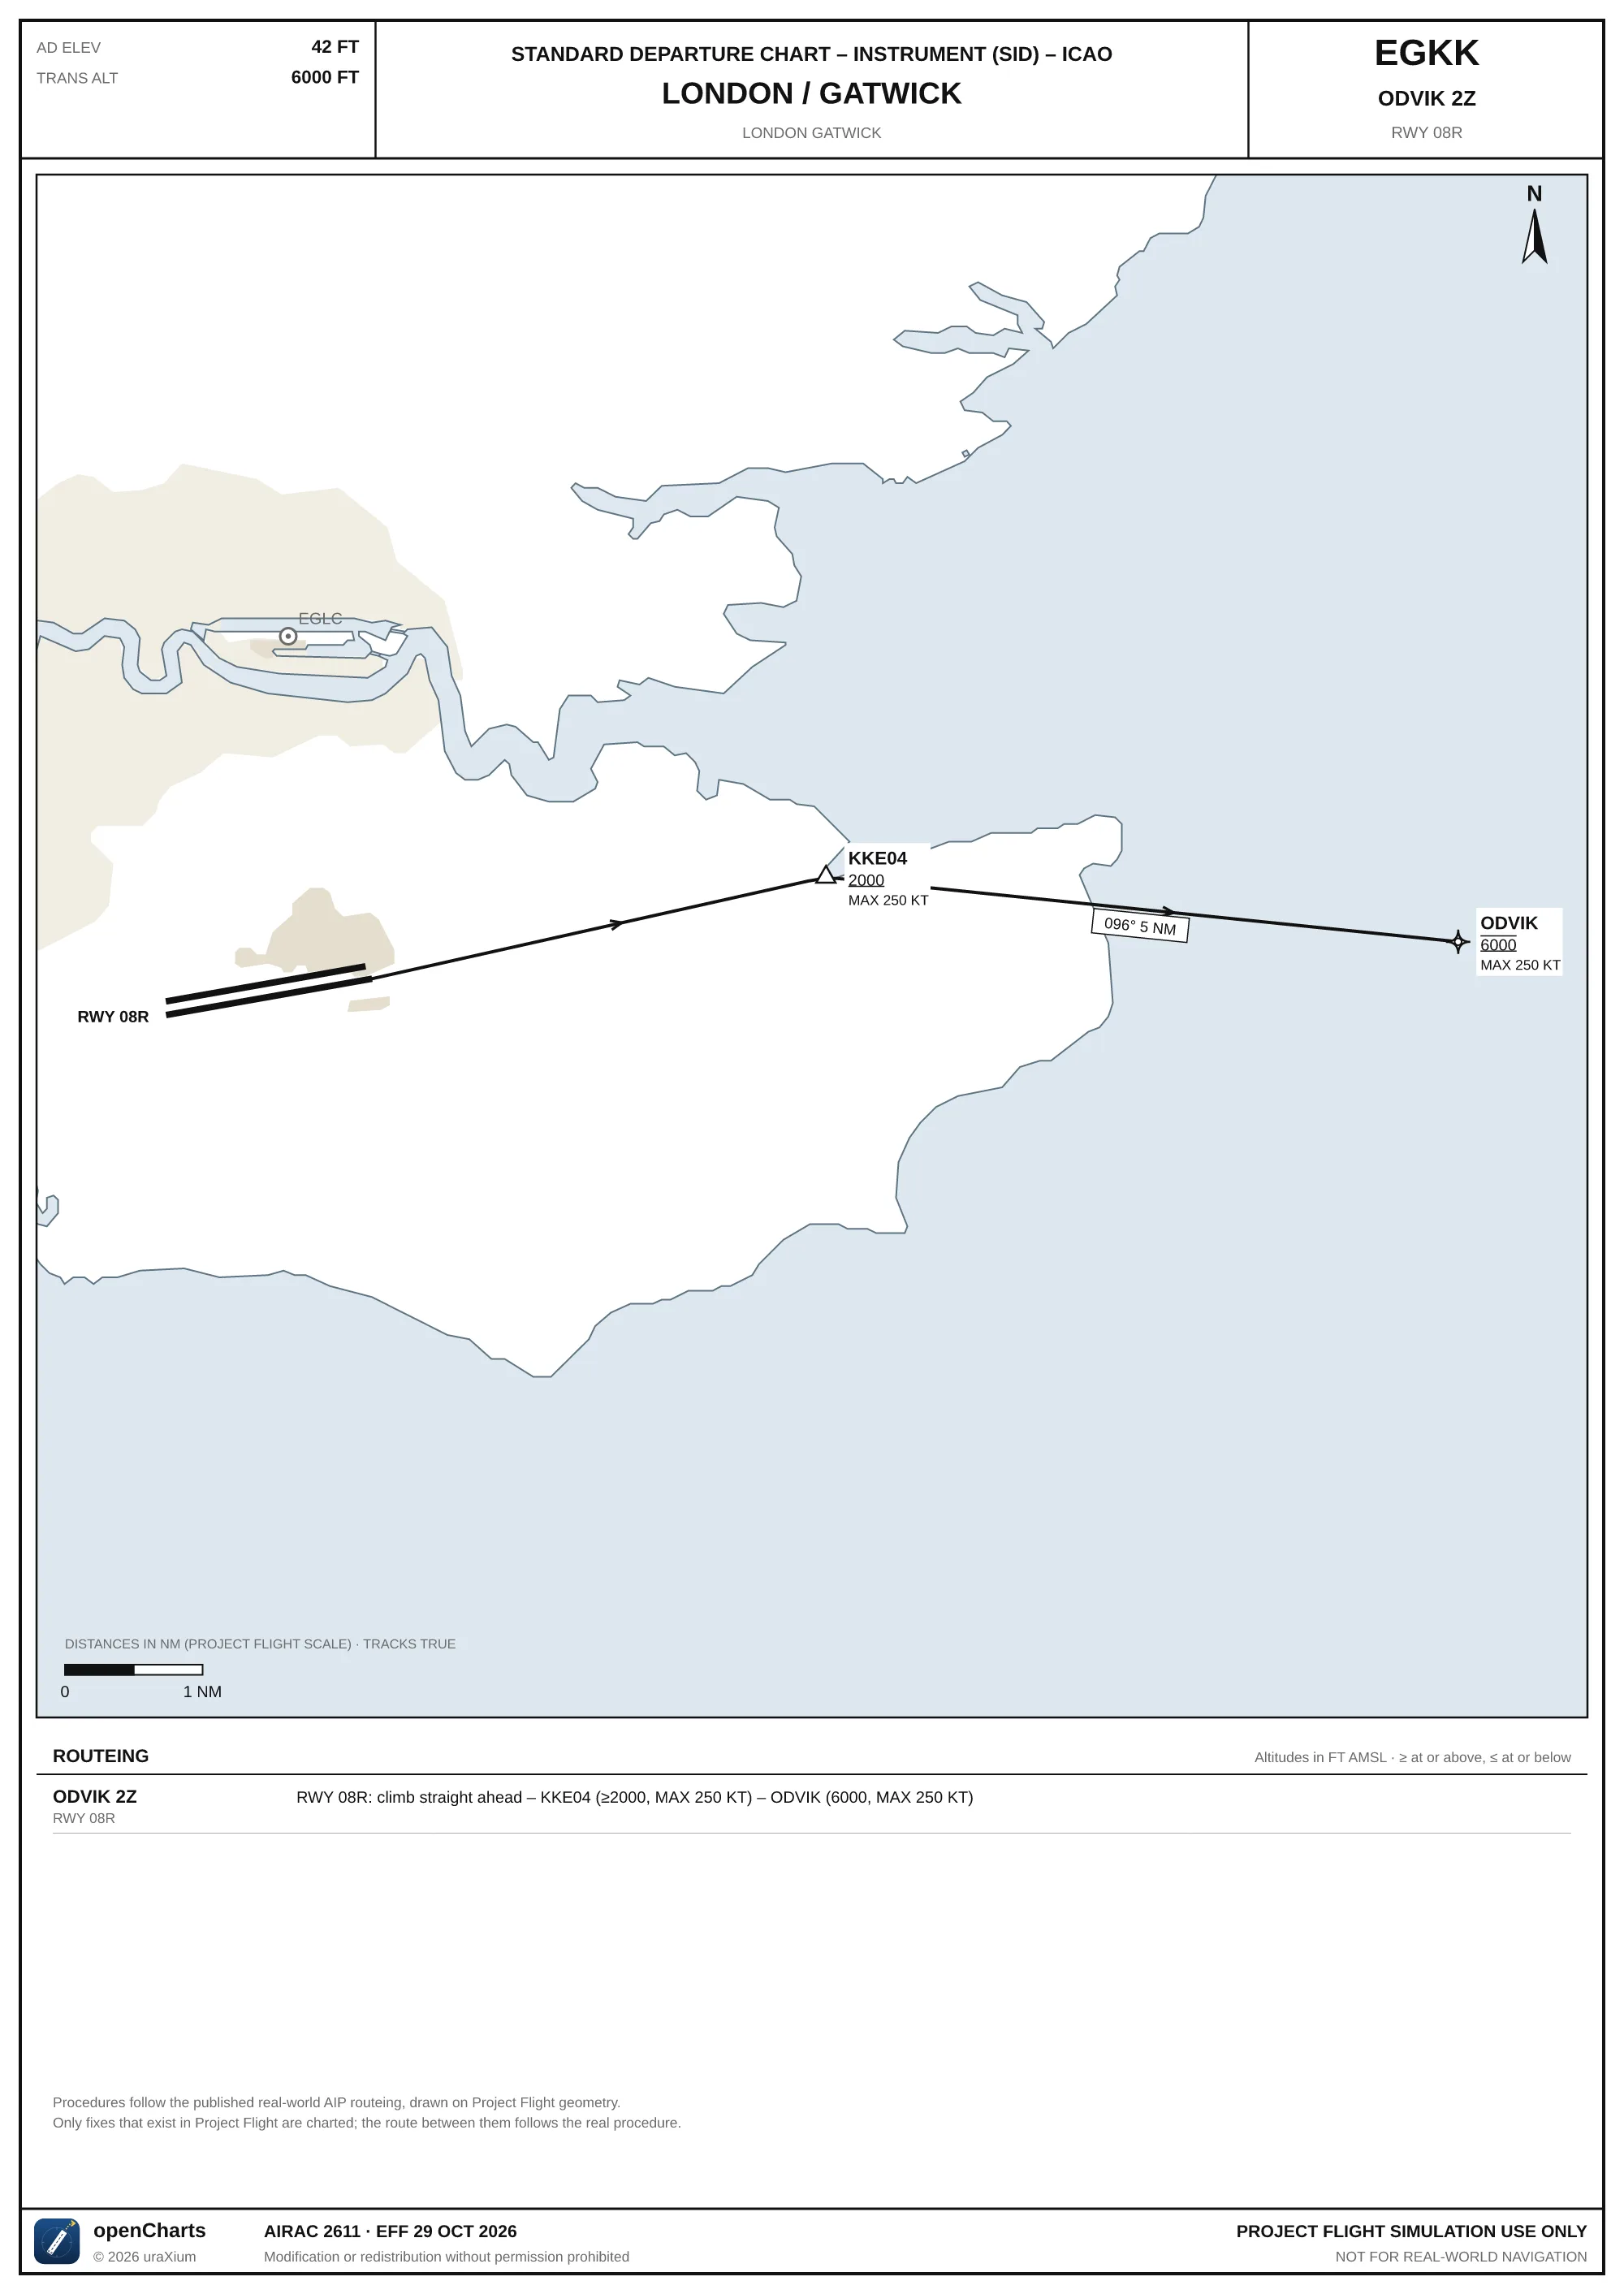 AD ELEV 42 FT
TRANS ALT 6000 FT
STANDARD DEPARTURE CHART – INSTRUMENT (SID) – ICAO
LONDON / GATWICK
LONDON GATWICK
EGKK
ODVIK 2Z
RWY 08R
N
EGLC
KKE04
2000
MAX 250 KT
096° 5 NM
ODVIK
6000
MAX 250 KT
RWY 08R
DISTANCES IN NM (PROJECT FLIGHT SCALE) · TRACKS TRUE
0 1 NM
ROUTEING Altitudes in FT AMSL · ≥ at or above, ≤ at or below
ODVIK 2Z RWY 08R: climb straight ahead – KKE04 (≥2000, MAX 250 KT) – ODVIK (6000, MAX 250 KT)
RWY 08R
Procedures follow the published real-world AIP routeing, drawn on Project Flight geometry.
Only fixes that exist in Project Flight are charted; the route between them follows the real procedure.
openCharts AIRAC 2611 · EFF 29 OCT 2026 PROJECT FLIGHT SIMULATION USE ONLY
© 2026 uraXium Modification or redistribution without permission prohibited NOT FOR REAL-WORLD NAVIGATION